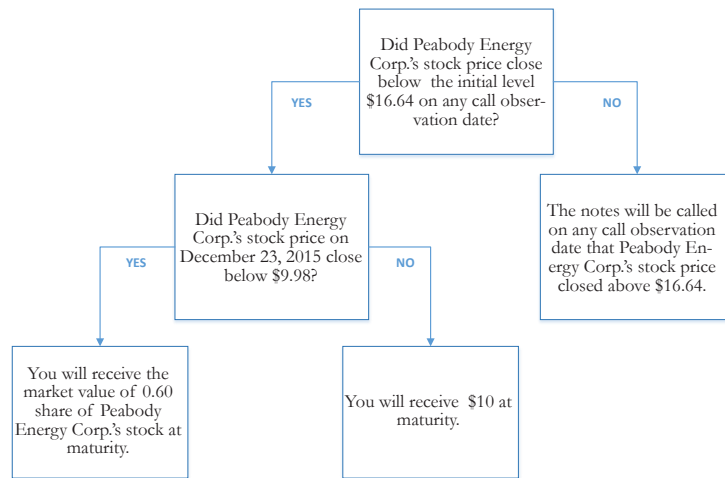 Did Peabody Energy
Corp.'s stock price close
below the initial level
$16.64 on any call obser-
vation date?
YES
NO
Did Peabody Energy
Corp.'s stock price on
December 23, 2015 close
below $9.98?
The notes will be called
on any call observation
date that Peabody En-
ergy Corp.'s stock price
closed above $16.64.
YES
NO
You will receive the
market value of 0.60
share of Peabody
Energy Corp.'s stock at
maturity.
You will receive $10 at
maturity.